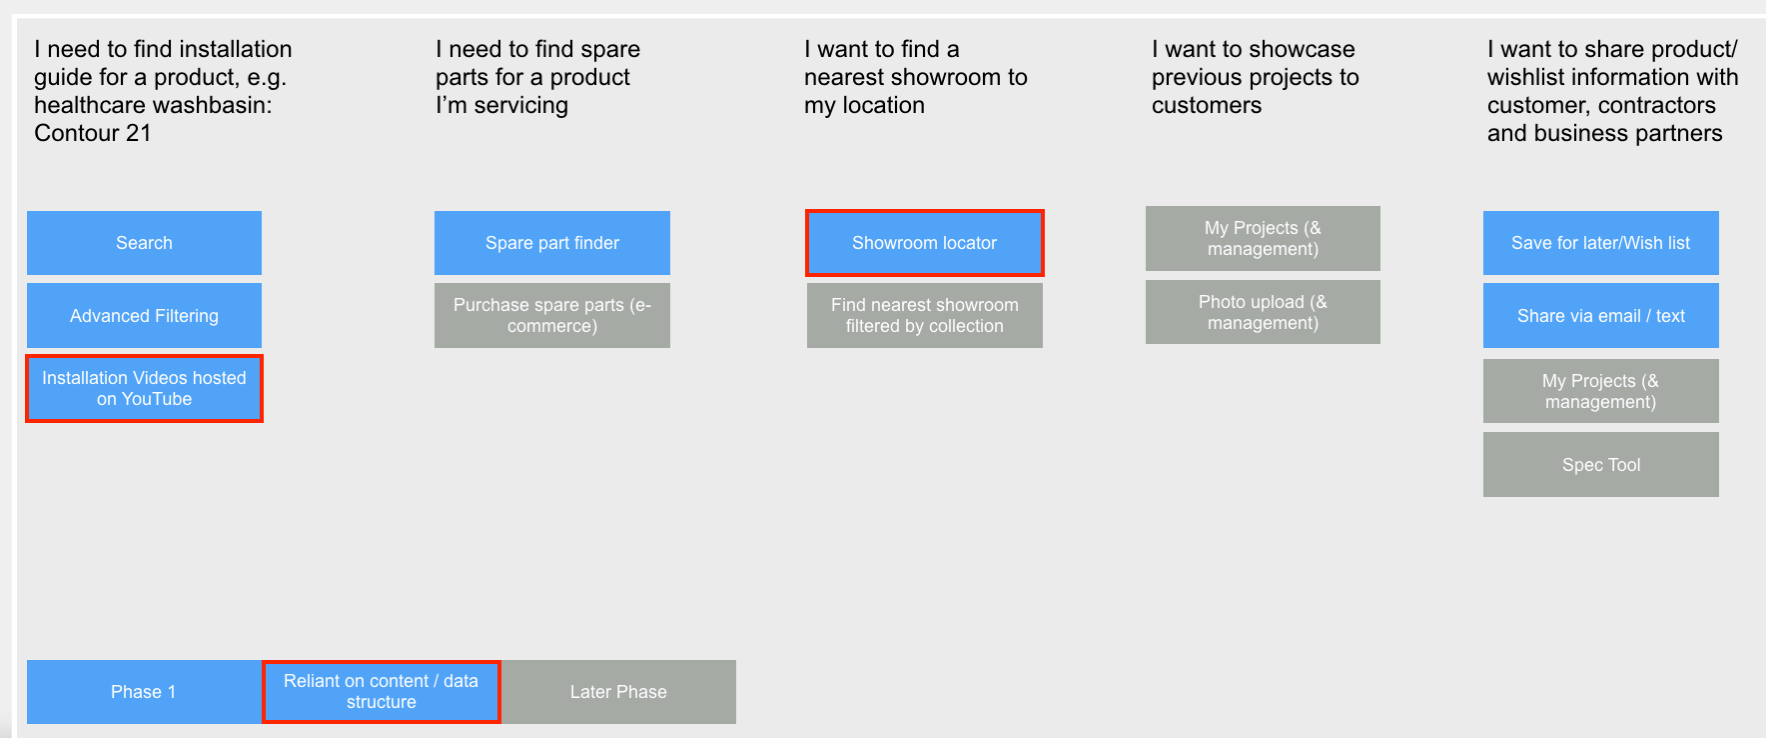 I need to find installation
guide for a product, e.g.
healthcare washbasin:
Contour 21
I need to find spare
parts for a product
I'm servicing
I want to find a
nearest showroom to
my location
I want to showcase
previous projects to
customers
I want to share product/
wishlist information with
customer, contractors
and business partners
Search
Advanced Filtering
Installation Videos hosted
on YouTube
Spare part finder
Purchase spare parts (e-
commerce)
Showroom locator
Find nearest showroom
filtered by collection
My Projects (&
management)
Photo upload (&
management)
Save for later/Wish list
Share via email / text
My Projects (&
management)
Spec Tool
Phase 1
Reliant on content / data
structure
Later Phase